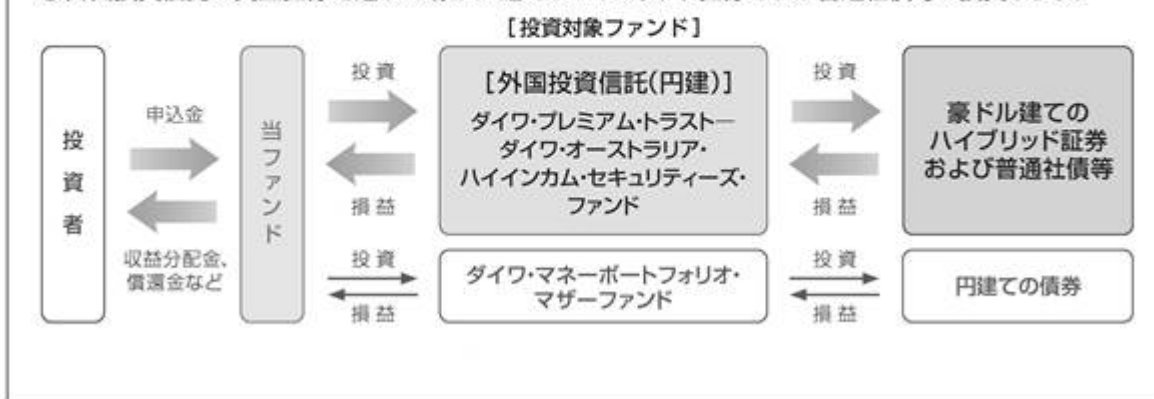 [投資対象ファンド]
投資者
申込金
収益分配金、
償還金など
当ファンド
投資
損益
投資
損益
[外国投資信託(円建)]
ダイワ・プレミアム・トラスト―
ダイワ・オーストラリア・
ハイインカム・セキュリティーズ・
ファンド
ダイワ・マネーポートフォリオ・
マザーファンド
投資
損益
投資
損益
豪ドル建ての
ハイブリッド証券
および普通社債等
円建ての債券